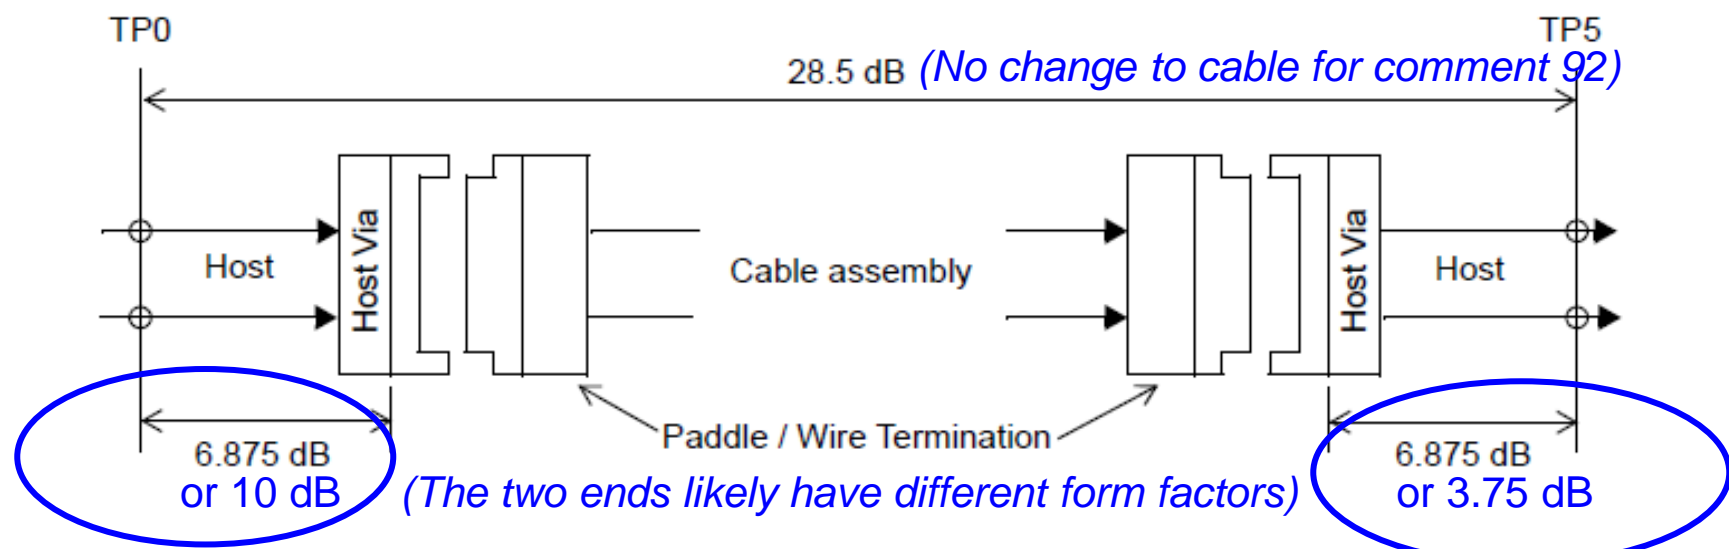 TP0
TP5
28.5 dB (No change to cable for comment 92)
Host
Host Via
Cable assembly
Host Via
Host
6.875 dB
or 10 dB
Paddle / Wire Termination
(The two ends likely have different form factors)
6.875 dB
or 3.75 dB